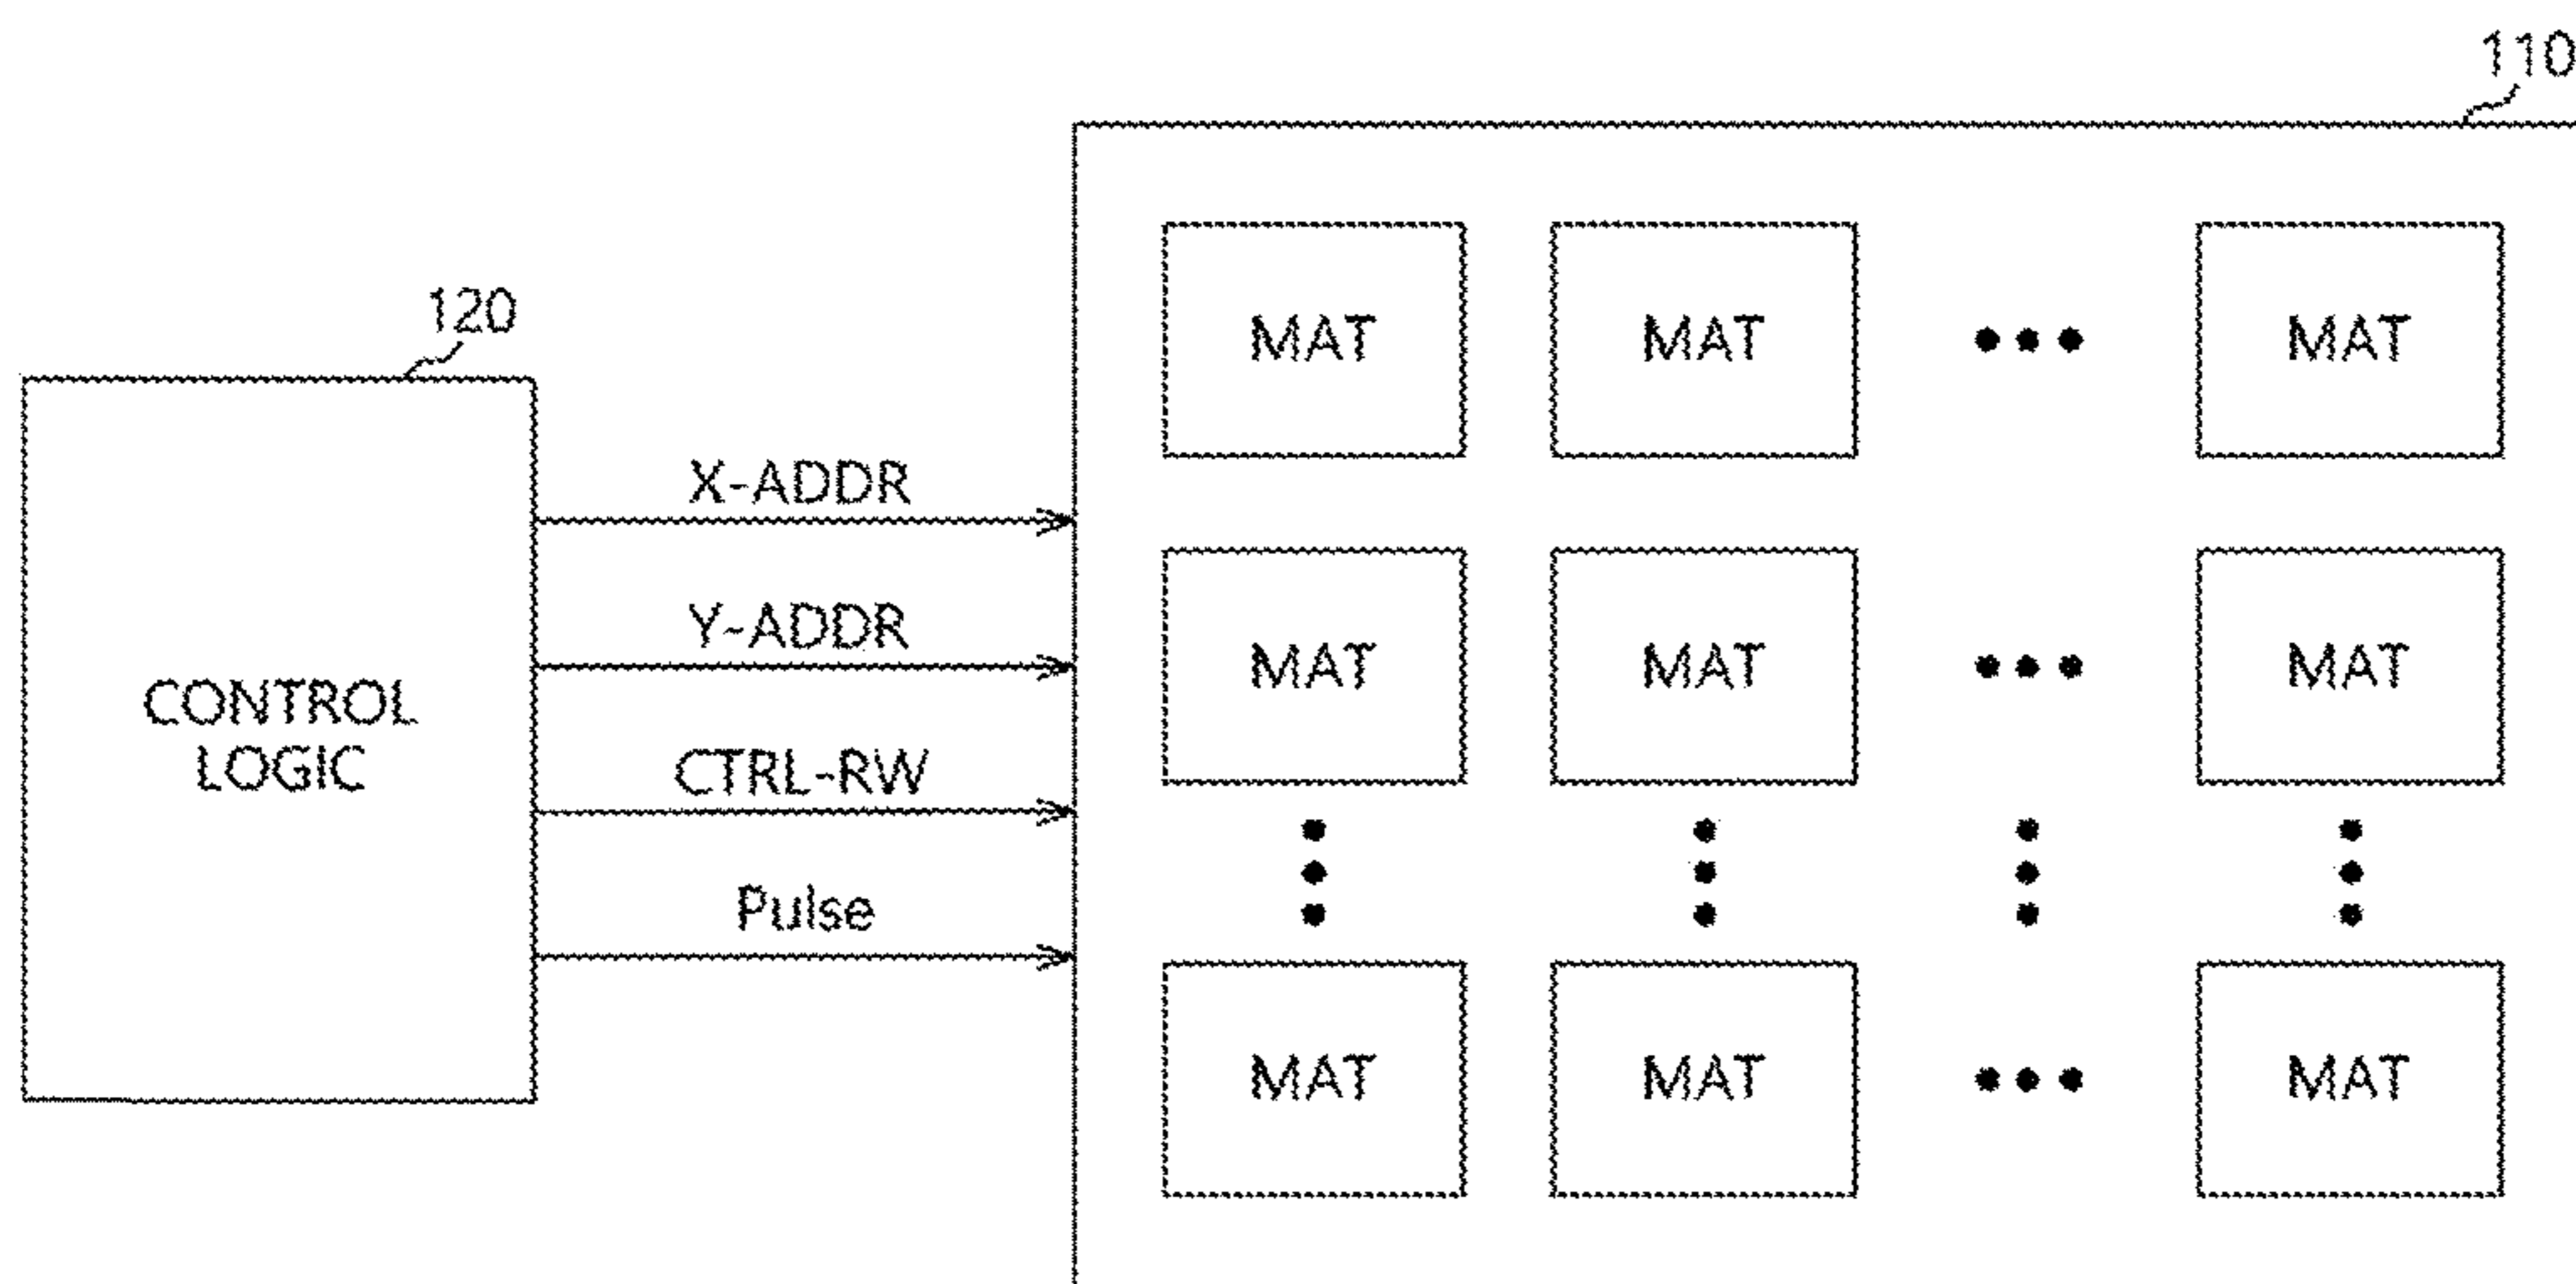 110
120
MAT MAT MAT
X-ADDR
Y-ADDR
MAT MAT MAT
CONTROL
LOGIC
CTRL-RW
Pulse
MAT MAT MAT